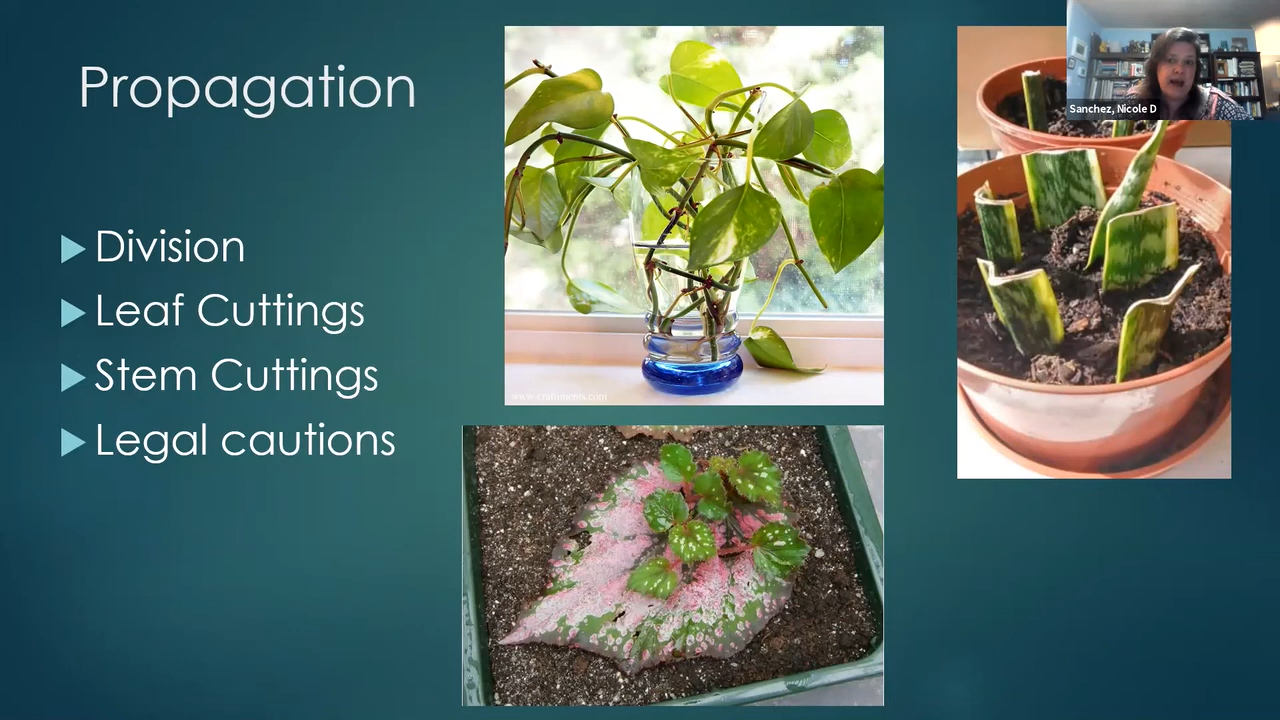 Propagation
Division
Leaf Cuttings
Stem Cuttings
Legal cautions
Sanchez, Nicole D